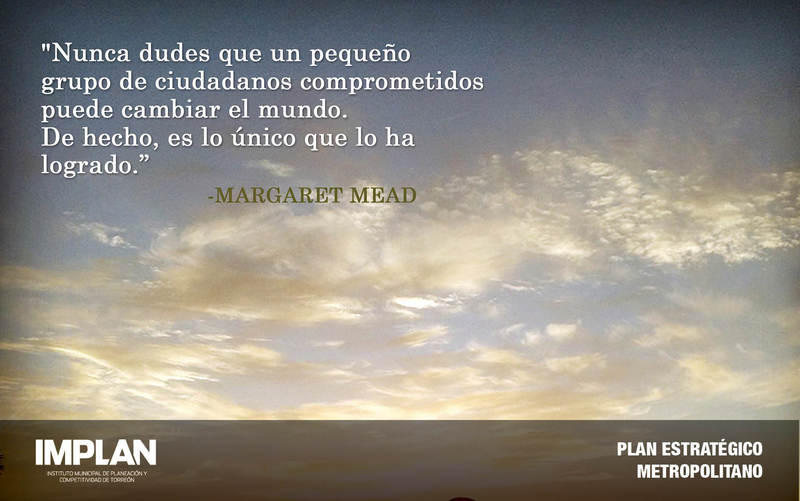 "Nunca dudes que un pequeño
grupo de ciudadanos comprometidos
puede cambiar el mundo.
De hecho, es lo único que lo ha
logrado.”
-MARGARET MEAD
IMPLAN
INSTITUTO MUNICIPAL DE PLANEACIÓN Y
COMPETITIVIDAD DE TORREÓN
PLAN ESTRATÉGICO
METROPOLITANO